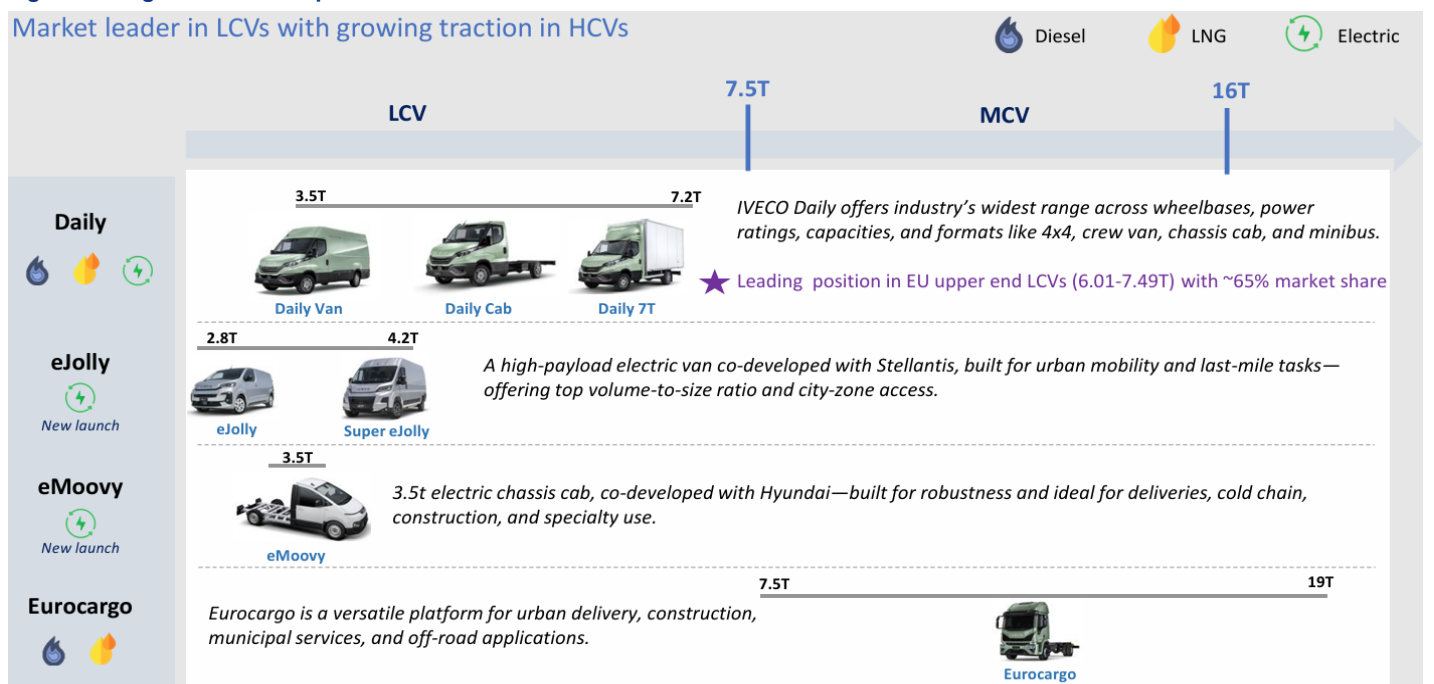 Market leader in LCVs with growing traction in HCVs
Diesel
LNG
Electric
7.5T
16T
LCV
MCV
Daily
3.5T
7.2T
IVECO Daily offers industry's widest range across wheelbases, power
ratings, capacities, and formats like 4x4, crew van, chassis cab, and minibus.
Leading position in EU upper end LCVs (6.01-7.49T) with ~65% market share
Daily Van
Daily Cab
Daily 7T
eJolly
New launch
2.8T
4.2T
A high-payload electric van co-developed with Stellantis, built for urban mobility and last-mile tasks—
offering top volume-to-size ratio and city-zone access.
eJolly
Super eJolly
eMoovy
New launch
3.5T
3.5t electric chassis cab, co-developed with Hyundai—built for robustness and ideal for deliveries, cold chain,
construction, and specialty use.
eMoovy
Eurocargo
7.5T
19T
Eurocargo is a versatile platform for urban delivery, construction,
municipal services, and off-road applications.
Eurocargo